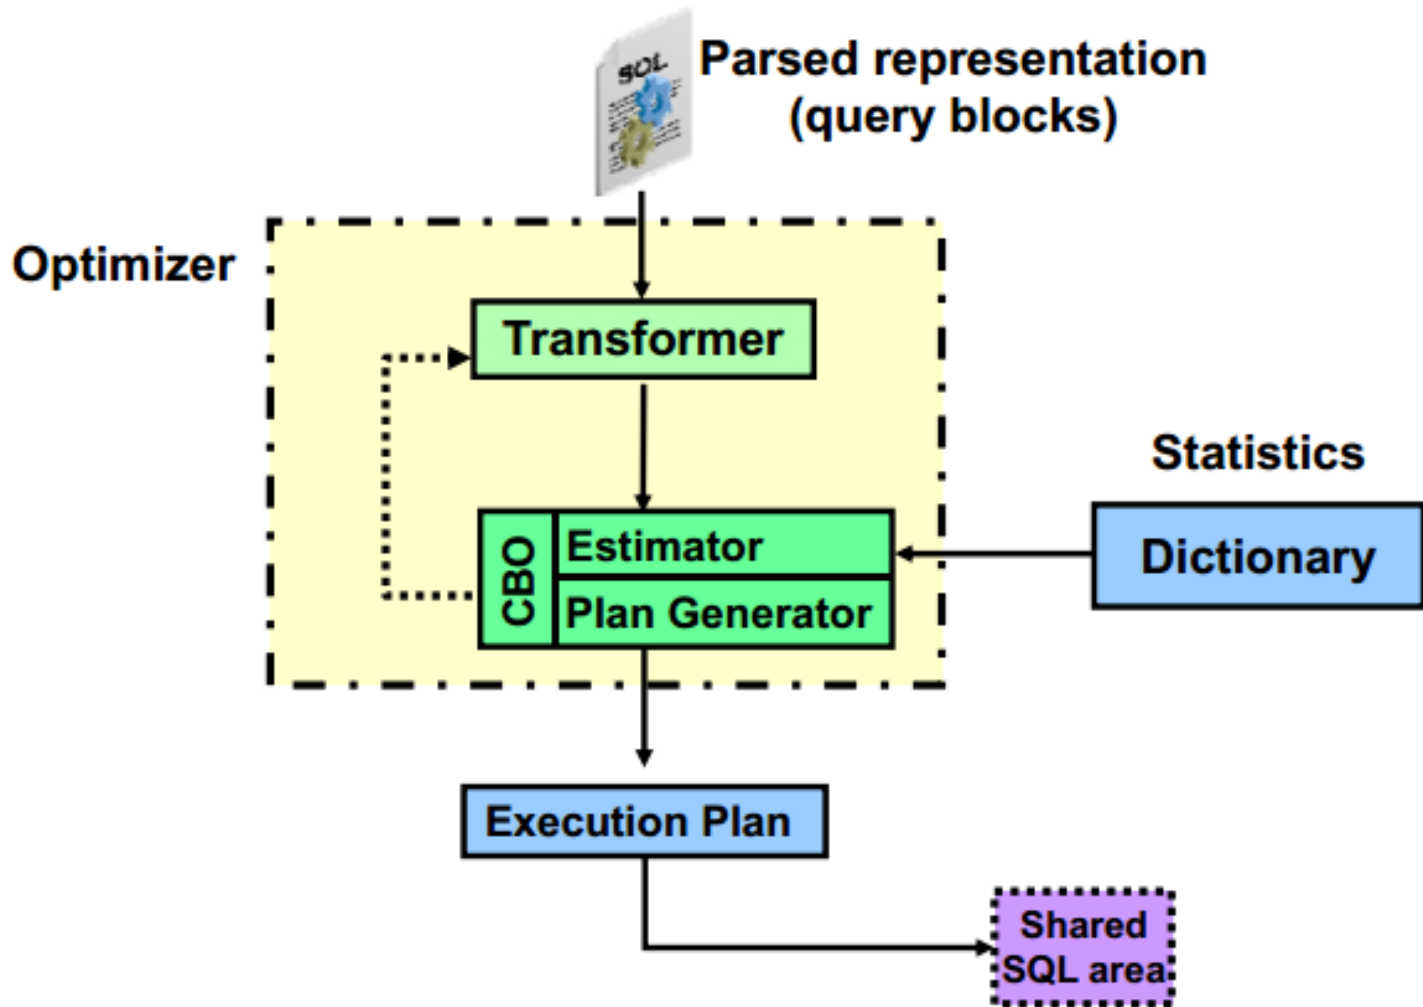 SQL
Parsed representation
(query blocks)
Optimizer
Transformer
Statistics
CBO
Estimator
Plan Generator
Dictionary
Execution Plan
Shared
SQL area